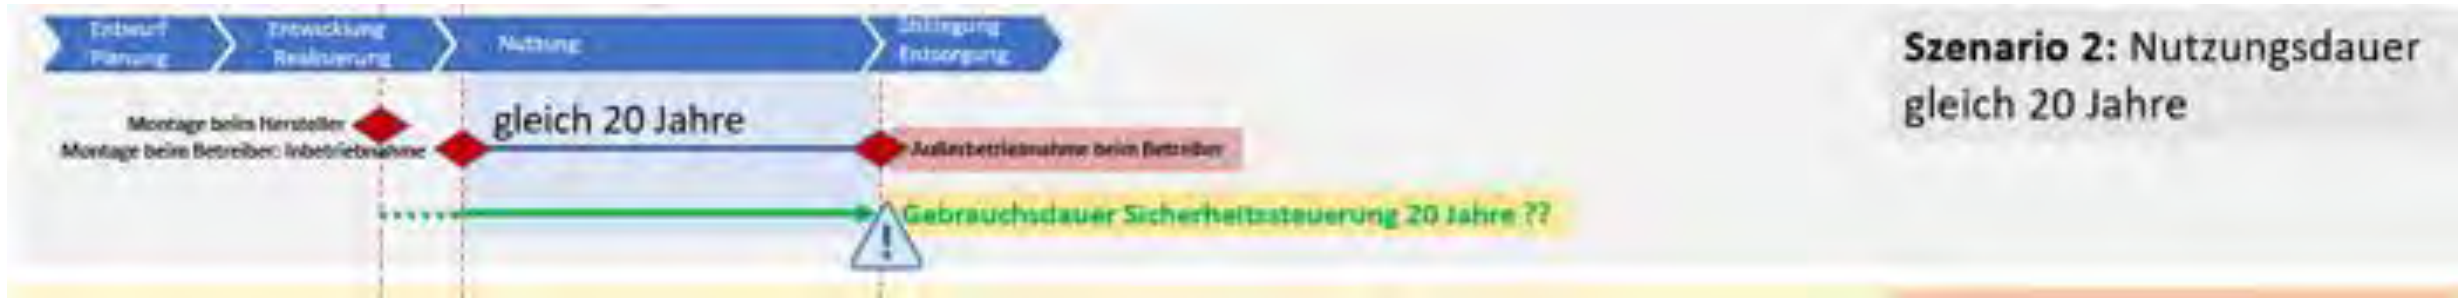 Entwurf
Planung
Entwicklung
Realisierung
Nutzung
Stilllegung
Entsorgung
Szenario 2: Nutzungsdauer
gleich 20 Jahre
Montage beim Hersteller
gleich 20 Jahre
Montage beim Betreiber: Inbetriebnahme
Außerbetriebnahme beim Betreiber
Gebrauchsdauer Sicherheitssteuerung 20 Jahre ??
!